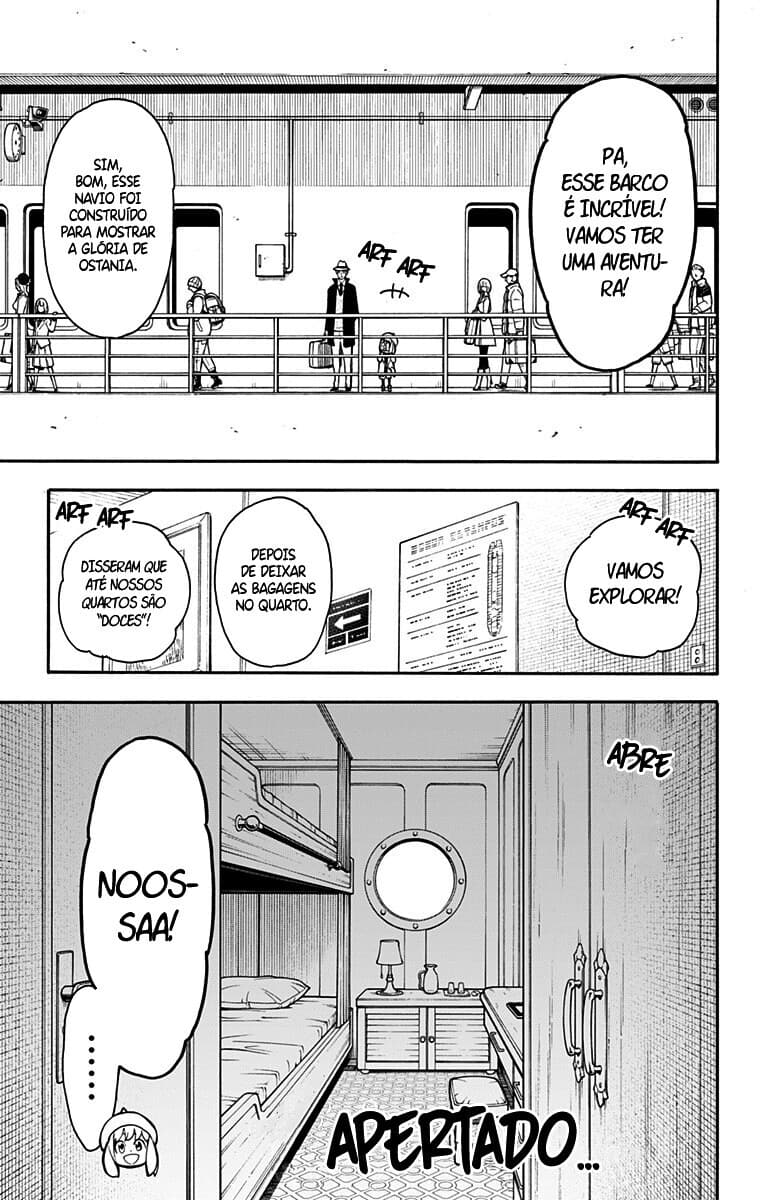 PA,
ESSE BARCO
É INCRÍVEL!
VAMOS TER
UMA AVENTU-
RA!
ARF ARF
SIM,
BOM, ESSE
NAVIO FOI
CONSTRUÍDO
PARA MOSTRAR
A GLÓRIA DE
OSTANIA.
ARF ARF
VAMOS
EXPLORAR!
DEPOIS
DE DEIXAR
AS BAGAGENS
NO QUARTO.
ARF ARF
DISSERAM QUE
ATÉ NOSSOS
QUARTOS SÃO
"DOCES"!
ABRE
NOOS-
SAA!
......
APERTADO...